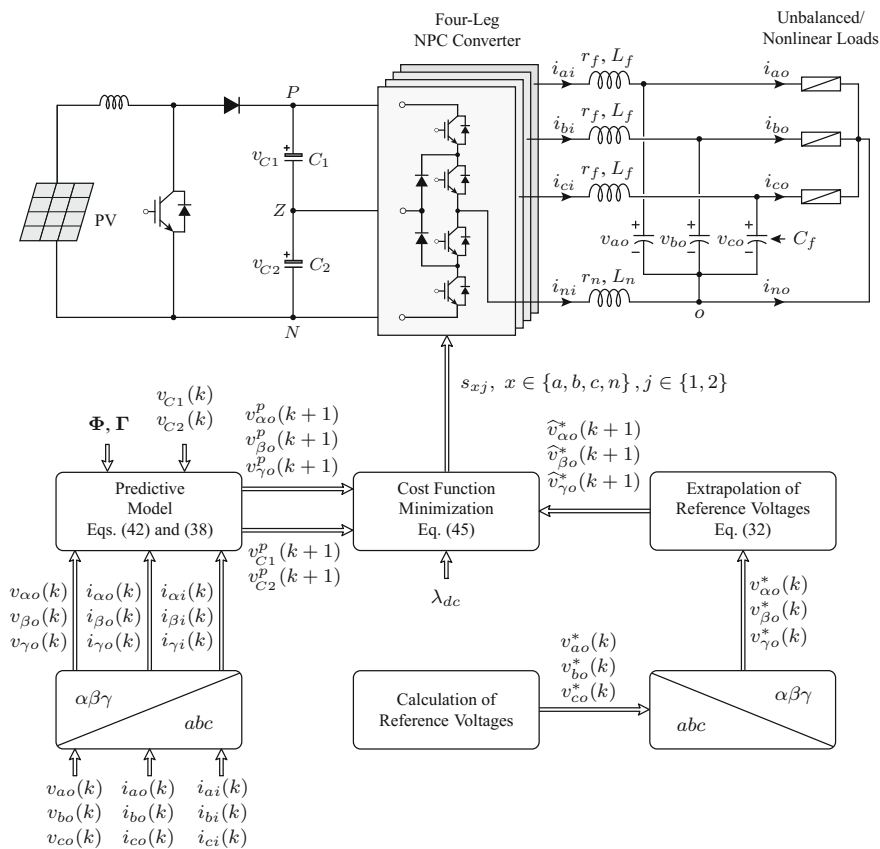 Four-Leg
NPC Converter
Unbalanced/
Nonlinear Loads
P
i_{ai}
r_f, L_f
i_{ao}
v_{C1}
+
C_1
i_{bi}
r_f, L_f
i_{bo}
PV
Z
i_{ci}
r_f, L_f
i_{co}
v_{C2}
+
C_2
v_{ao}
+
−
v_{bo}
+
−
v_{co}
+
−
C_f
N
i_{ni}
r_n, L_n
o
i_{no}
s_{xj}, x ∈ {a, b, c, n}, j ∈ {1, 2}
Φ, Γ
v_{C1}(k)
v_{C2}(k)
v^p_{αo}(k+1)
v^p_{βo}(k+1)
v^p_{γo}(k+1)
v̂^*_{αo}(k+1)
v̂^*_{βo}(k+1)
v̂^*_{γo}(k+1)
Predictive
Model
Eqs. (42) and (38)
Cost Function
Minimization
Eq. (45)
Extrapolation of
Reference Voltages
Eq. (32)
v^p_{C1}(k+1)
v^p_{C2}(k+1)
λ_{dc}
v_{αo}(k) i_{αo}(k) i_{αi}(k)
v_{βo}(k) i_{βo}(k) i_{βi}(k)
v_{γo}(k) i_{γo}(k) i_{γi}(k)
v^*_{αo}(k)
v^*_{βo}(k)
v^*_{γo}(k)
αβγ
abc
Calculation of
Reference Voltages
v^*_{ao}(k)
v^*_{bo}(k)
v^*_{co}(k)
αβγ
abc
v_{ao}(k) i_{ao}(k) i_{ai}(k)
v_{bo}(k) i_{bo}(k) i_{bi}(k)
v_{co}(k) i_{co}(k) i_{ci}(k)